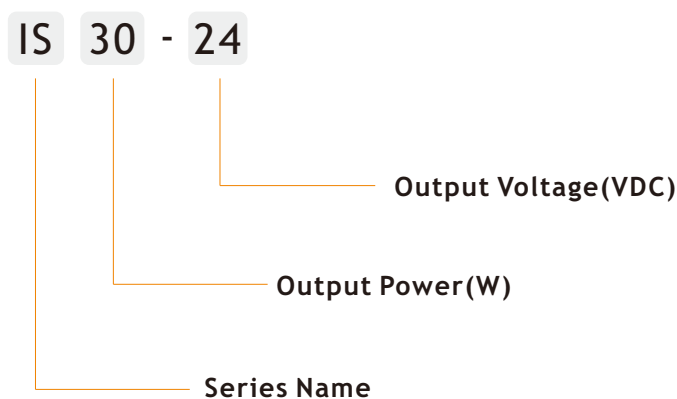 IS 30 - 24
Output Voltage(VDC)
Output Power(W)
Series Name